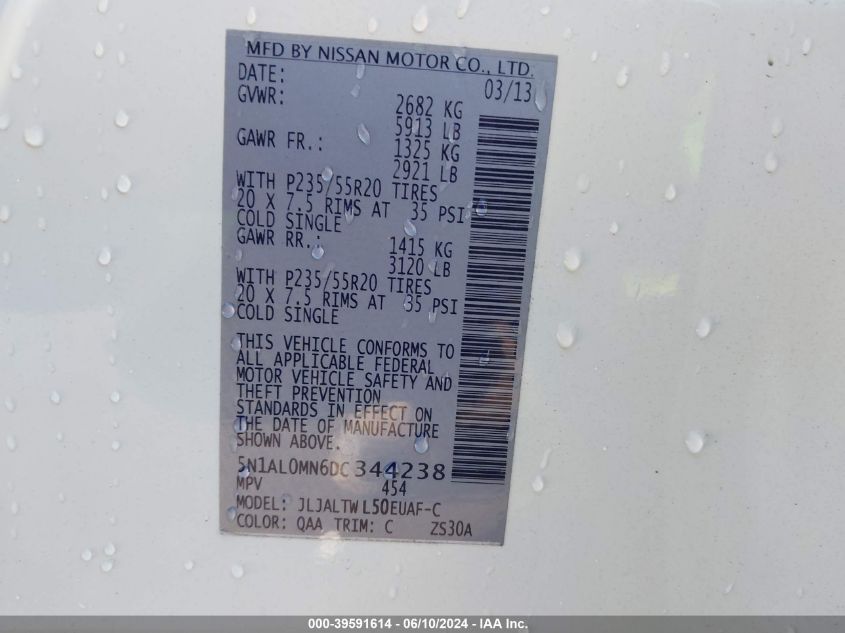 MFD BY NISSAN MOTOR CO., LTD.
DATE: 03/13
GVWR: 2682 KG
5913 LB
GAWR FR.: 1325 KG
2921 LB
WITH P235/55R20 TIRES
20 X 7.5 RIMS AT 35 PSI
COLD SINGLE
GAWR RR.: 1415 KG
3120 LB
WITH P235/55R20 TIRES
20 X 7.5 RIMS AT 35 PSI
COLD SINGLE
THIS VEHICLE CONFORMS TO
ALL APPLICABLE FEDERAL
MOTOR VEHICLE SAFETY AND
THEFT PREVENTION
STANDARDS IN EFFECT ON
THE DATE OF MANUFACTURE
SHOWN ABOVE.
5N1AL0MN6DC344238
MPV 454
MODEL: JLJALTWL50EUAF-C
COLOR: QAA TRIM: C ZS30A
000-39591614 - 06/10/2024 - IAA Inc.